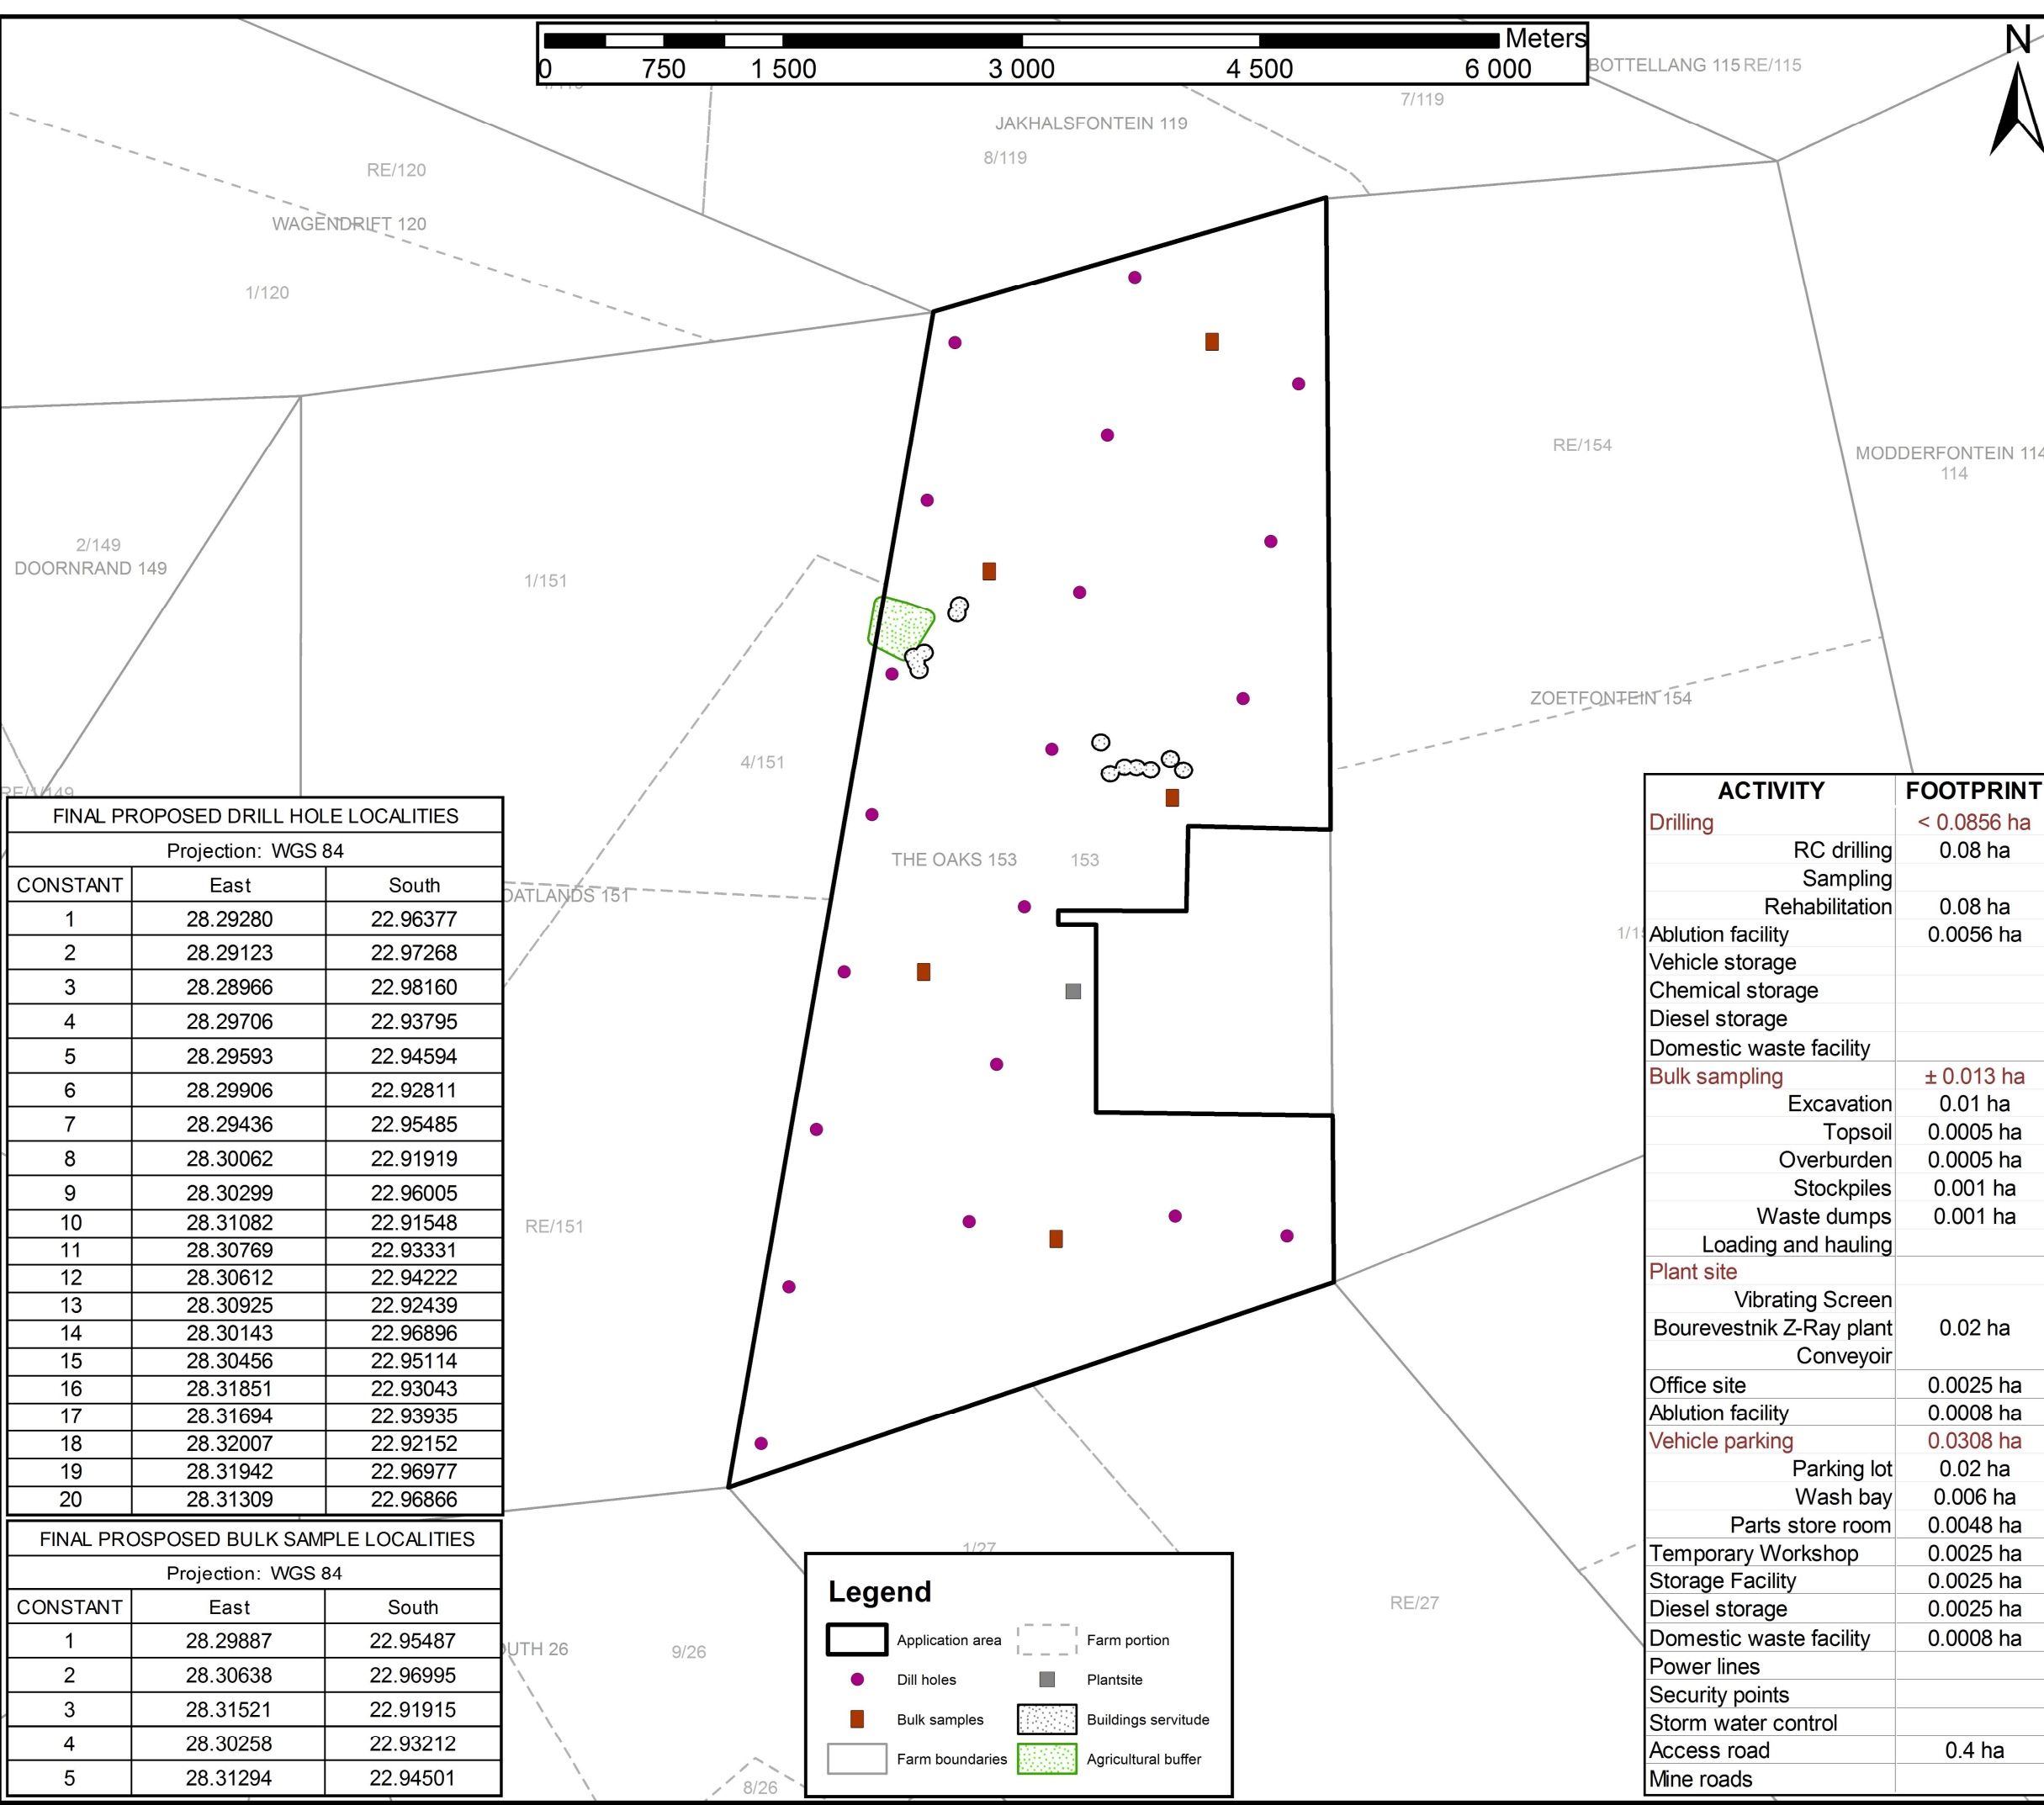 Meters
0 750 1 500 3 000 4 500 6 000
N
BOTTELLANG 115 RE/115
7/119
JAKHALSFONTEIN 119
8/119
RE/120
WAGENDRIFT 120
1/120
RE/154
MODDERFONTEIN 114
114
2/149
DOORNRAND 149
1/151
ZOETFONTEIN 154
4/151
RE/1/149
THE OAKS 153 153
OATLANDS 151
RE/151
1/27
RE/27
OUTH 26
9/26
8/26
FINAL PROPOSED DRILL HOLE LOCALITIES
Projection: WGS 84
CONSTANT East South
1 28.29280 22.96377
2 28.29123 22.97268
3 28.28966 22.98160
4 28.29706 22.93795
5 28.29593 22.94594
6 28.29906 22.92811
7 28.29436 22.95485
8 28.30062 22.91919
9 28.30299 22.96005
10 28.31082 22.91548
11 28.30769 22.93331
12 28.30612 22.94222
13 28.30925 22.92439
14 28.30143 22.96896
15 28.30456 22.95114
16 28.31851 22.93043
17 28.31694 22.93935
18 28.32007 22.92152
19 28.31942 22.96977
20 28.31309 22.96866
FINAL PROSPOSED BULK SAMPLE LOCALITIES
Projection: WGS 84
CONSTANT East South
1 28.29887 22.95487
2 28.30638 22.96995
3 28.31521 22.91915
4 28.30258 22.93212
5 28.31294 22.94501
Legend
Application area Farm portion
Dill holes Plantsite
Bulk samples Buildings servitude
Farm boundaries Agricultural buffer
ACTIVITY FOOTPRINT
Drilling < 0.0856 ha
RC drilling 0.08 ha
Sampling
Rehabilitation 0.08 ha
Ablution facility 0.0056 ha
Vehicle storage
Chemical storage
Diesel storage
Domestic waste facility
Bulk sampling ± 0.013 ha
Excavation 0.01 ha
Topsoil 0.0005 ha
Overburden 0.0005 ha
Stockpiles 0.001 ha
Waste dumps 0.001 ha
Loading and hauling
Plant site
Vibrating Screen
Bourevestnik Z-Ray plant 0.02 ha
Conveyoir
Office site 0.0025 ha
Ablution facility 0.0008 ha
Vehicle parking 0.0308 ha
Parking lot 0.02 ha
Wash bay 0.006 ha
Parts store room 0.0048 ha
Temporary Workshop 0.0025 ha
Storage Facility 0.0025 ha
Diesel storage 0.0025 ha
Domestic waste facility 0.0008 ha
Power lines
Security points
Storm water control
Access road 0.4 ha
Mine roads